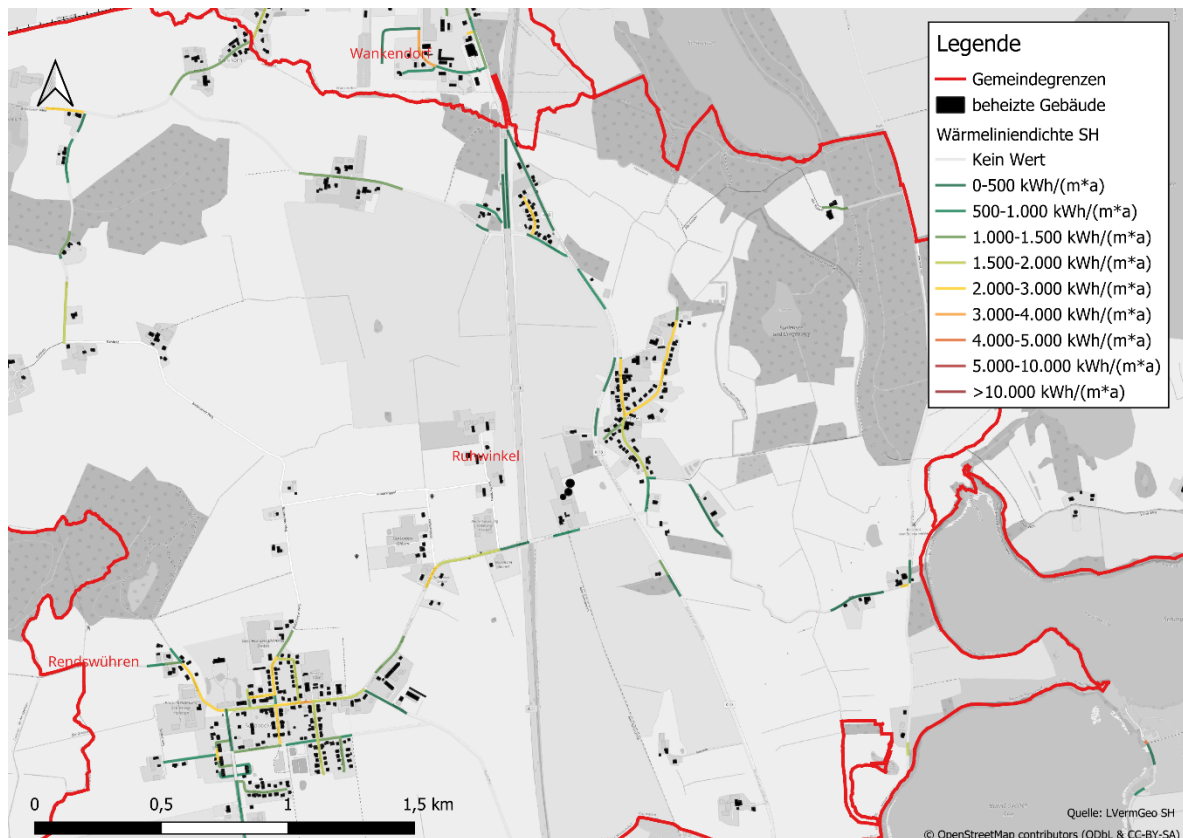 Wankendorf
Ruhwinkel
Rendswühren
Legende
Gemeindegrenzen
beheizte Gebäude
Wärmeliniendichte SH
Kein Wert
0-500 kWh/(m*a)
500-1.000 kWh/(m*a)
1.000-1.500 kWh/(m*a)
1.500-2.000 kWh/(m*a)
2.000-3.000 kWh/(m*a)
3.000-4.000 kWh/(m*a)
4.000-5.000 kWh/(m*a)
5.000-10.000 kWh/(m*a)
>10.000 kWh/(m*a)
0 0,5 1 1,5 km
Quelle: LVermGeo SH
© OpenStreetMap contributors (ODbL & CC-BY-SA)